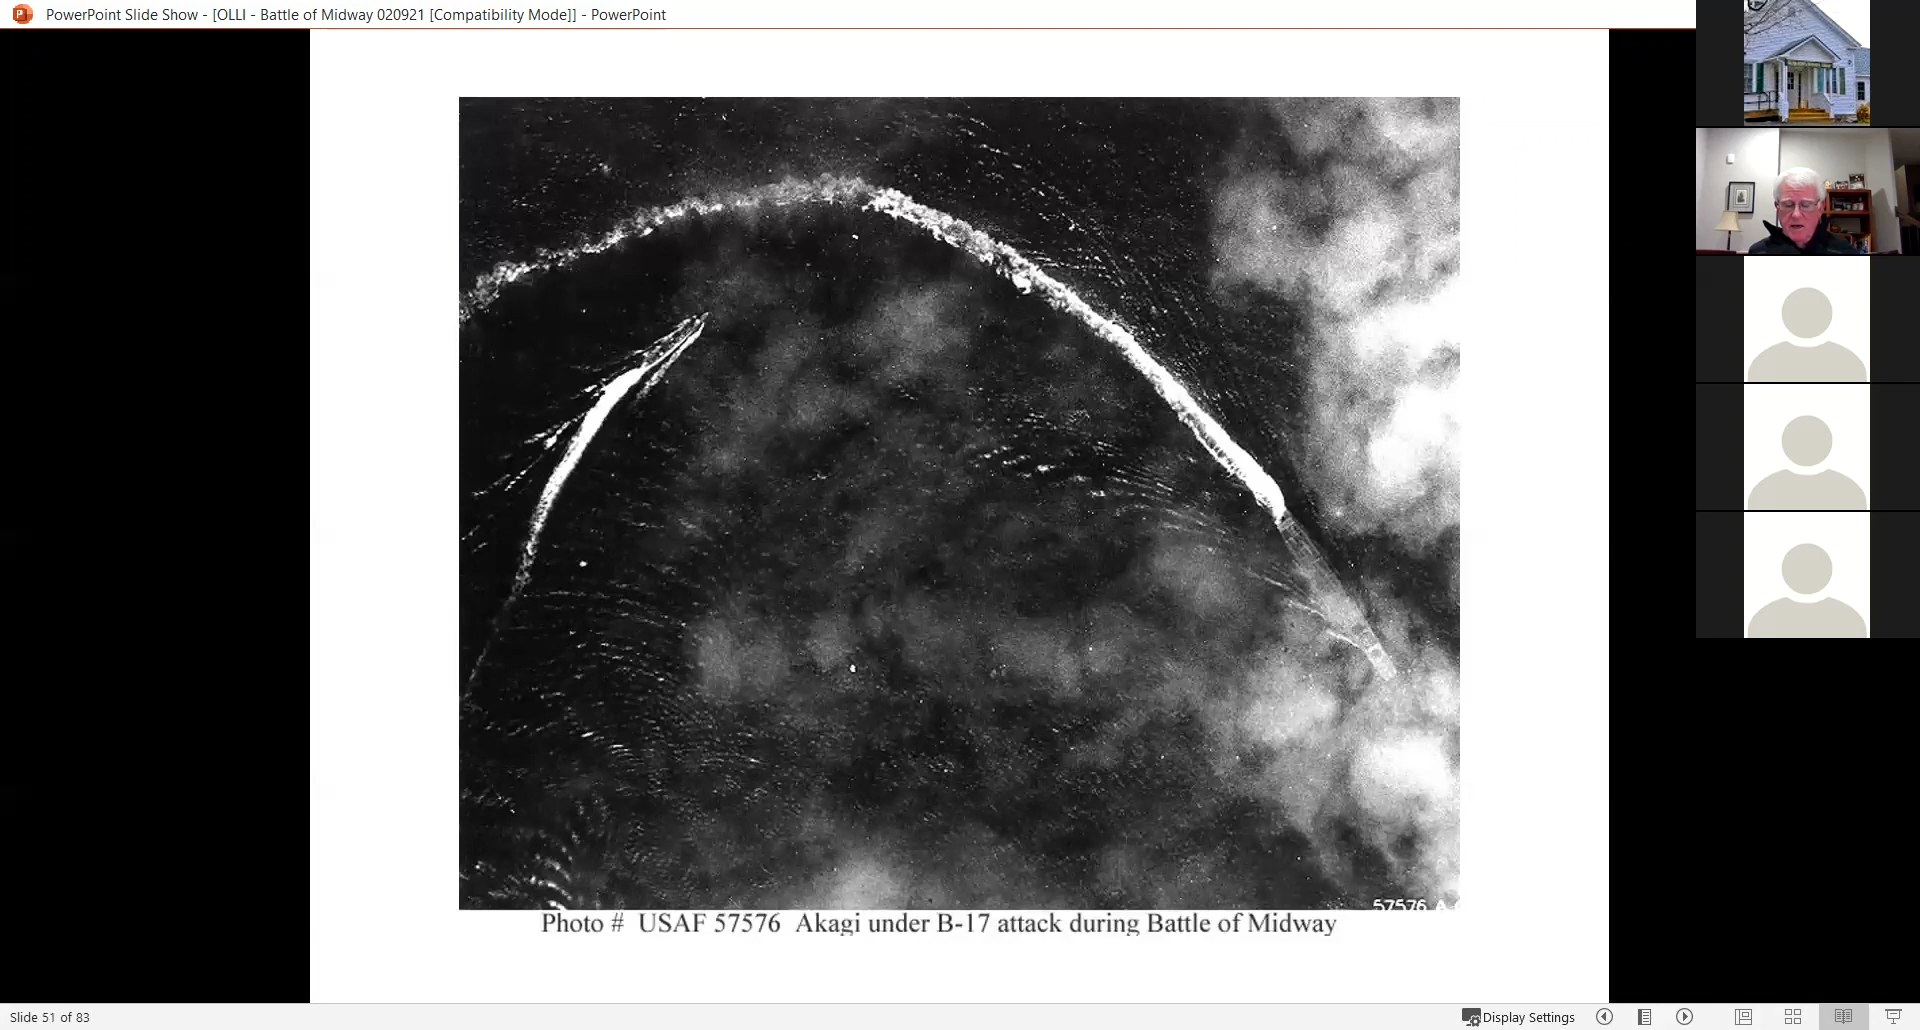 PowerPoint Slide Show - [OLLI - Battle of Midway 020921 [Compatibility Mode]] - PowerPoint
57576 A
Photo # USAF 57576 Akagi under B-17 attack during Battle of Midway
Slide 51 of 83
Display Settings